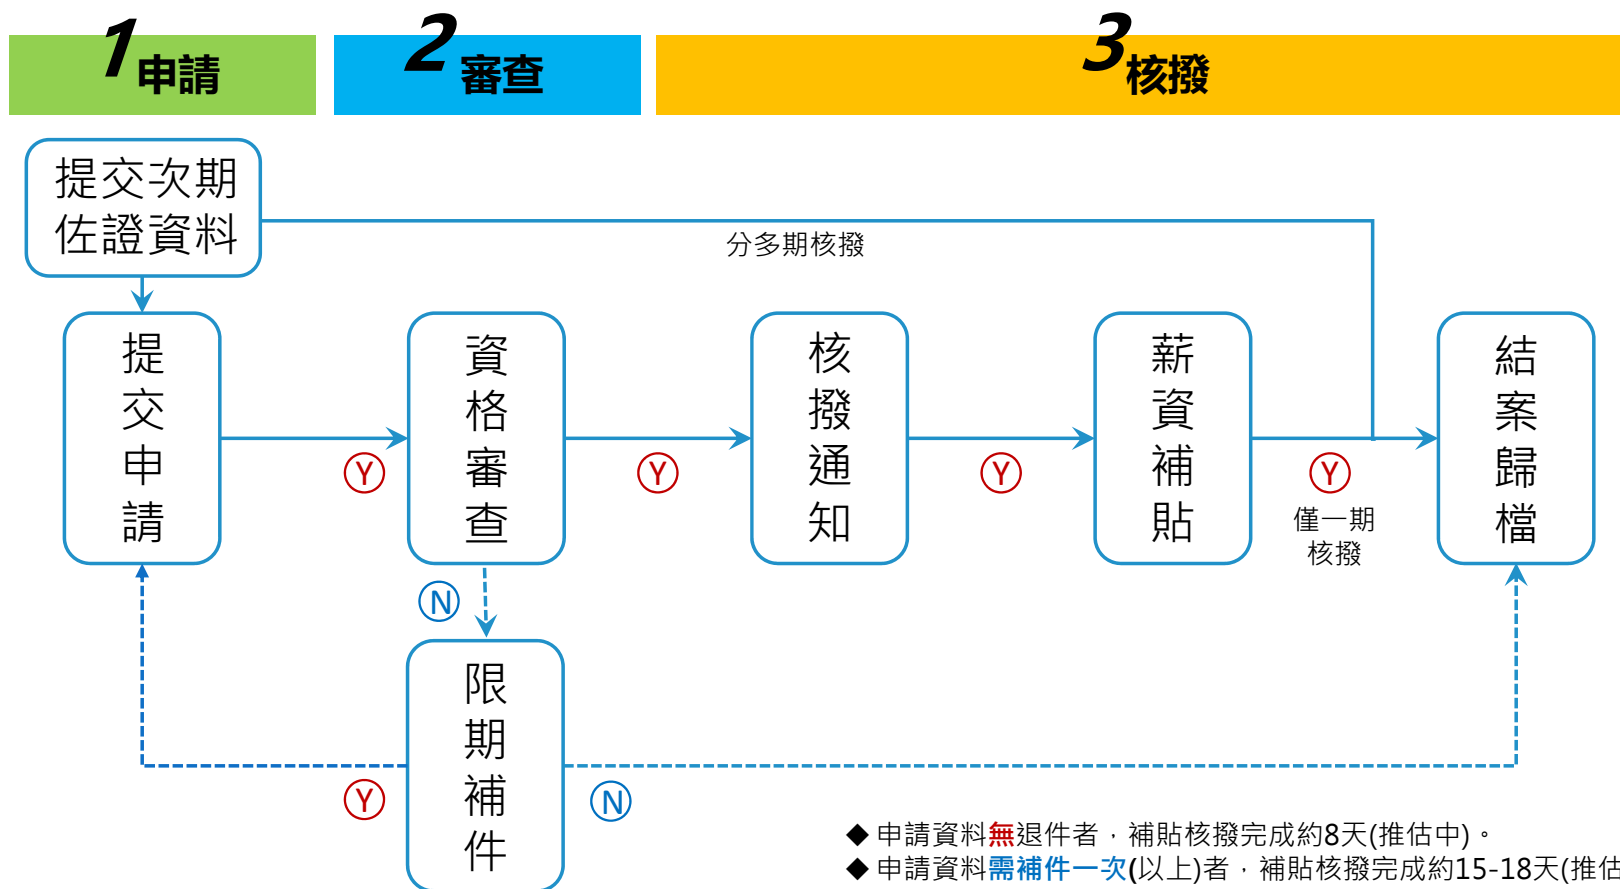 1申請
2審查
3核撥
提交次期
佐證資料
分多期核撥
提交申請
資格審查
核撥通知
薪資補貼
結案歸檔
Ⓨ
Ⓨ
Ⓨ
Ⓨ
僅一期
核撥
Ⓝ
限期補件
Ⓨ
Ⓝ
◆申請資料無退件者，補貼核撥完成約8天(推估中)。
◆申請資料需補件一次(以上)者，補貼核撥完成約15-18天(推估